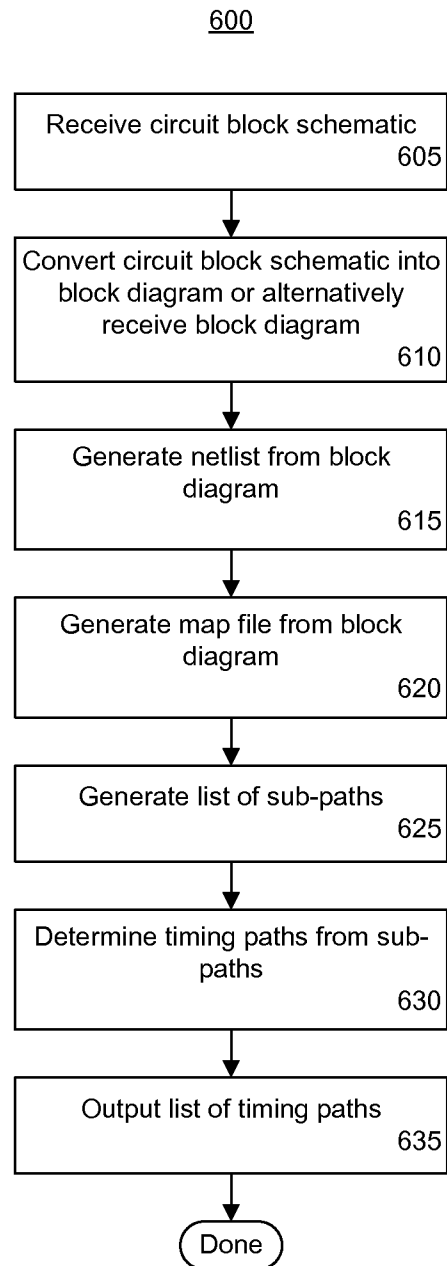 600
Receive circuit block schematic
605
Convert circuit block schematic into
block diagram or alternatively
receive block diagram
610
Generate netlist from block
diagram
615
Generate map file from block
diagram
620
Generate list of sub-paths
625
Determine timing paths from sub-
paths
630
Output list of timing paths
635
Done